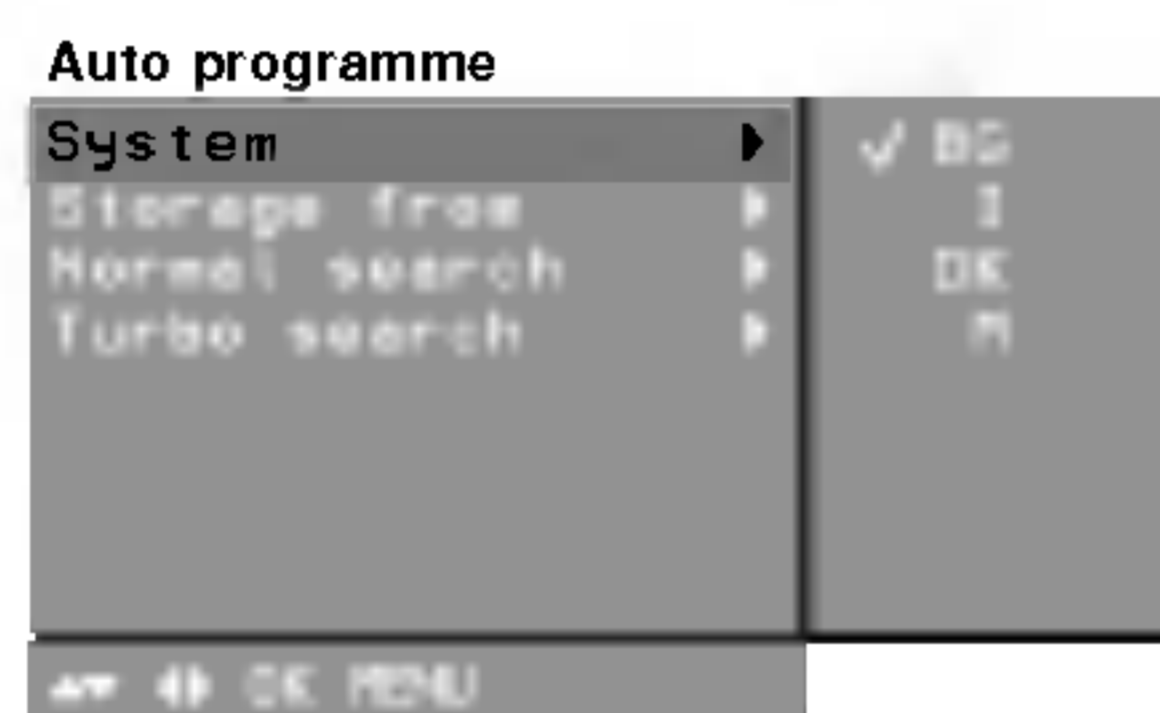 Auto programme
System
Storage from
Normal search
Turbo search
✓ BG
I
DK
M
▲▼ ◀▶ OK MENU